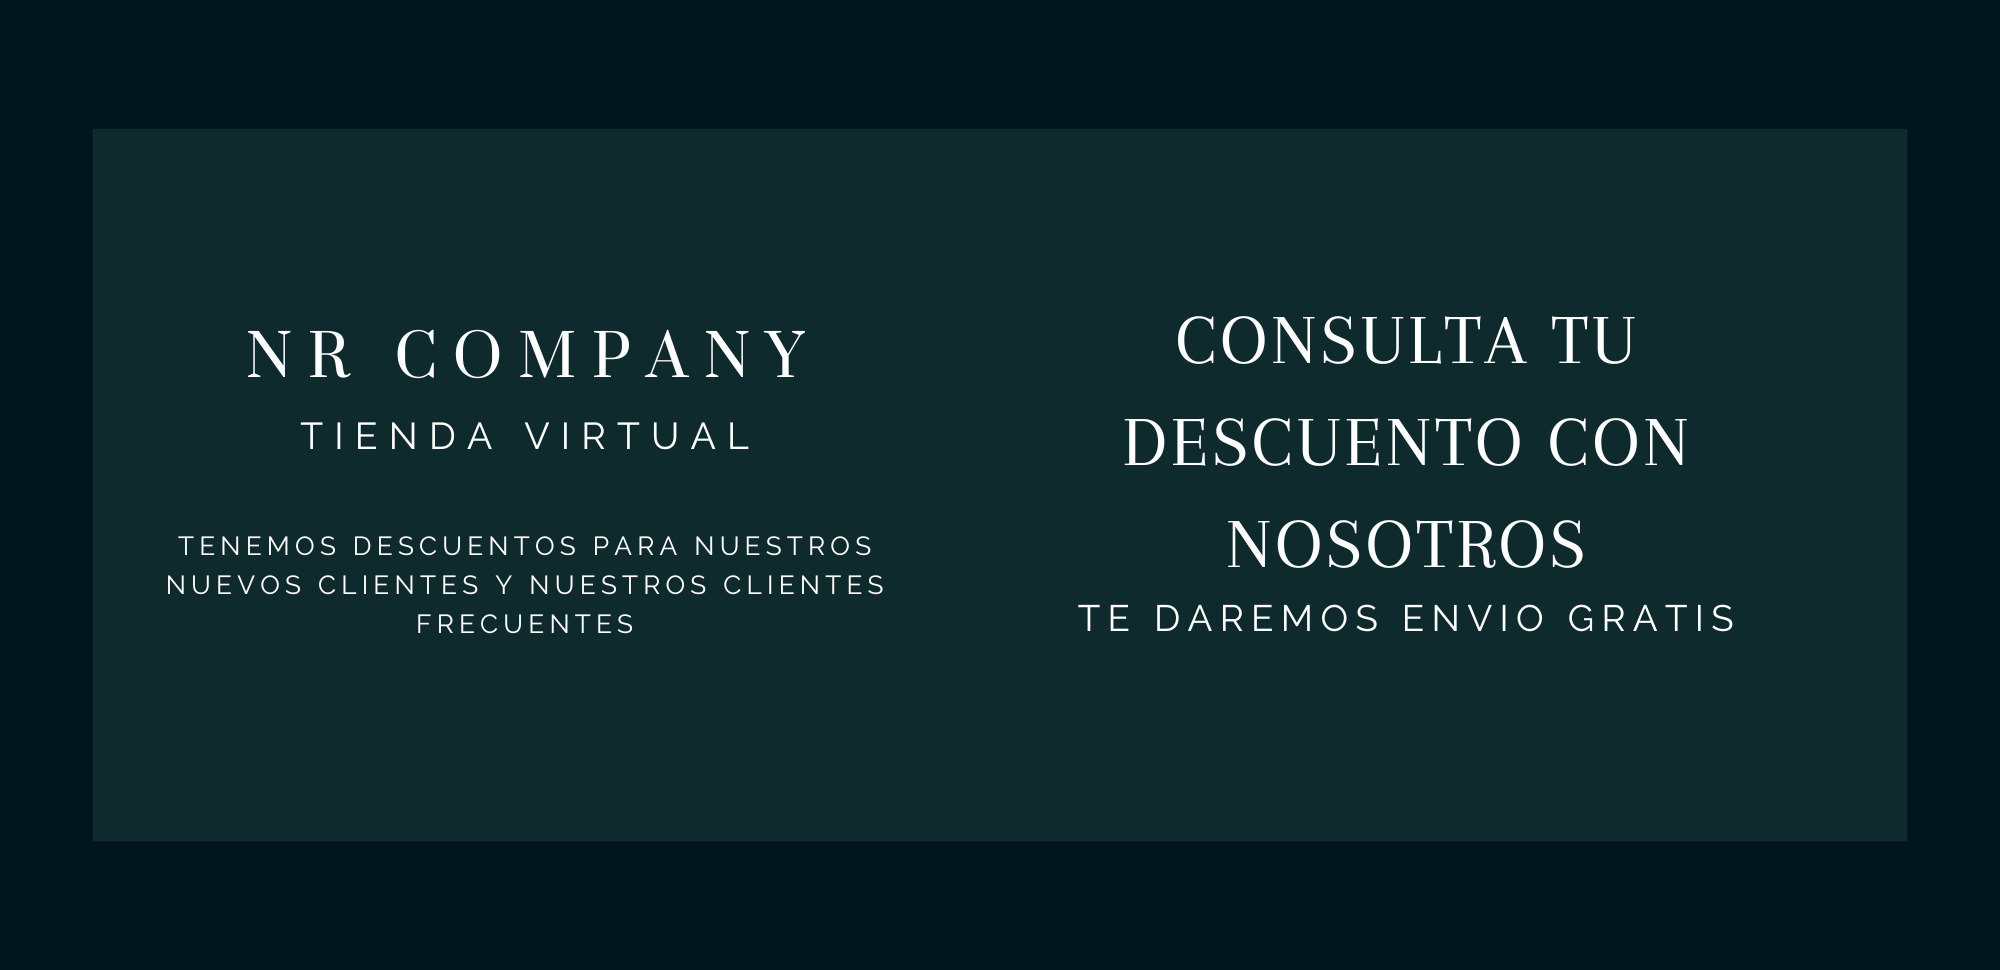 NR COMPANY
TIENDA VIRTUAL
TENEMOS DESCUENTOS PARA NUESTROS
NUEVOS CLIENTES Y NUESTROS CLIENTES
FRECUENTES
CONSULTA TU
DESCUENTO CON
NOSOTROS
TE DAREMOS ENVIO GRATIS